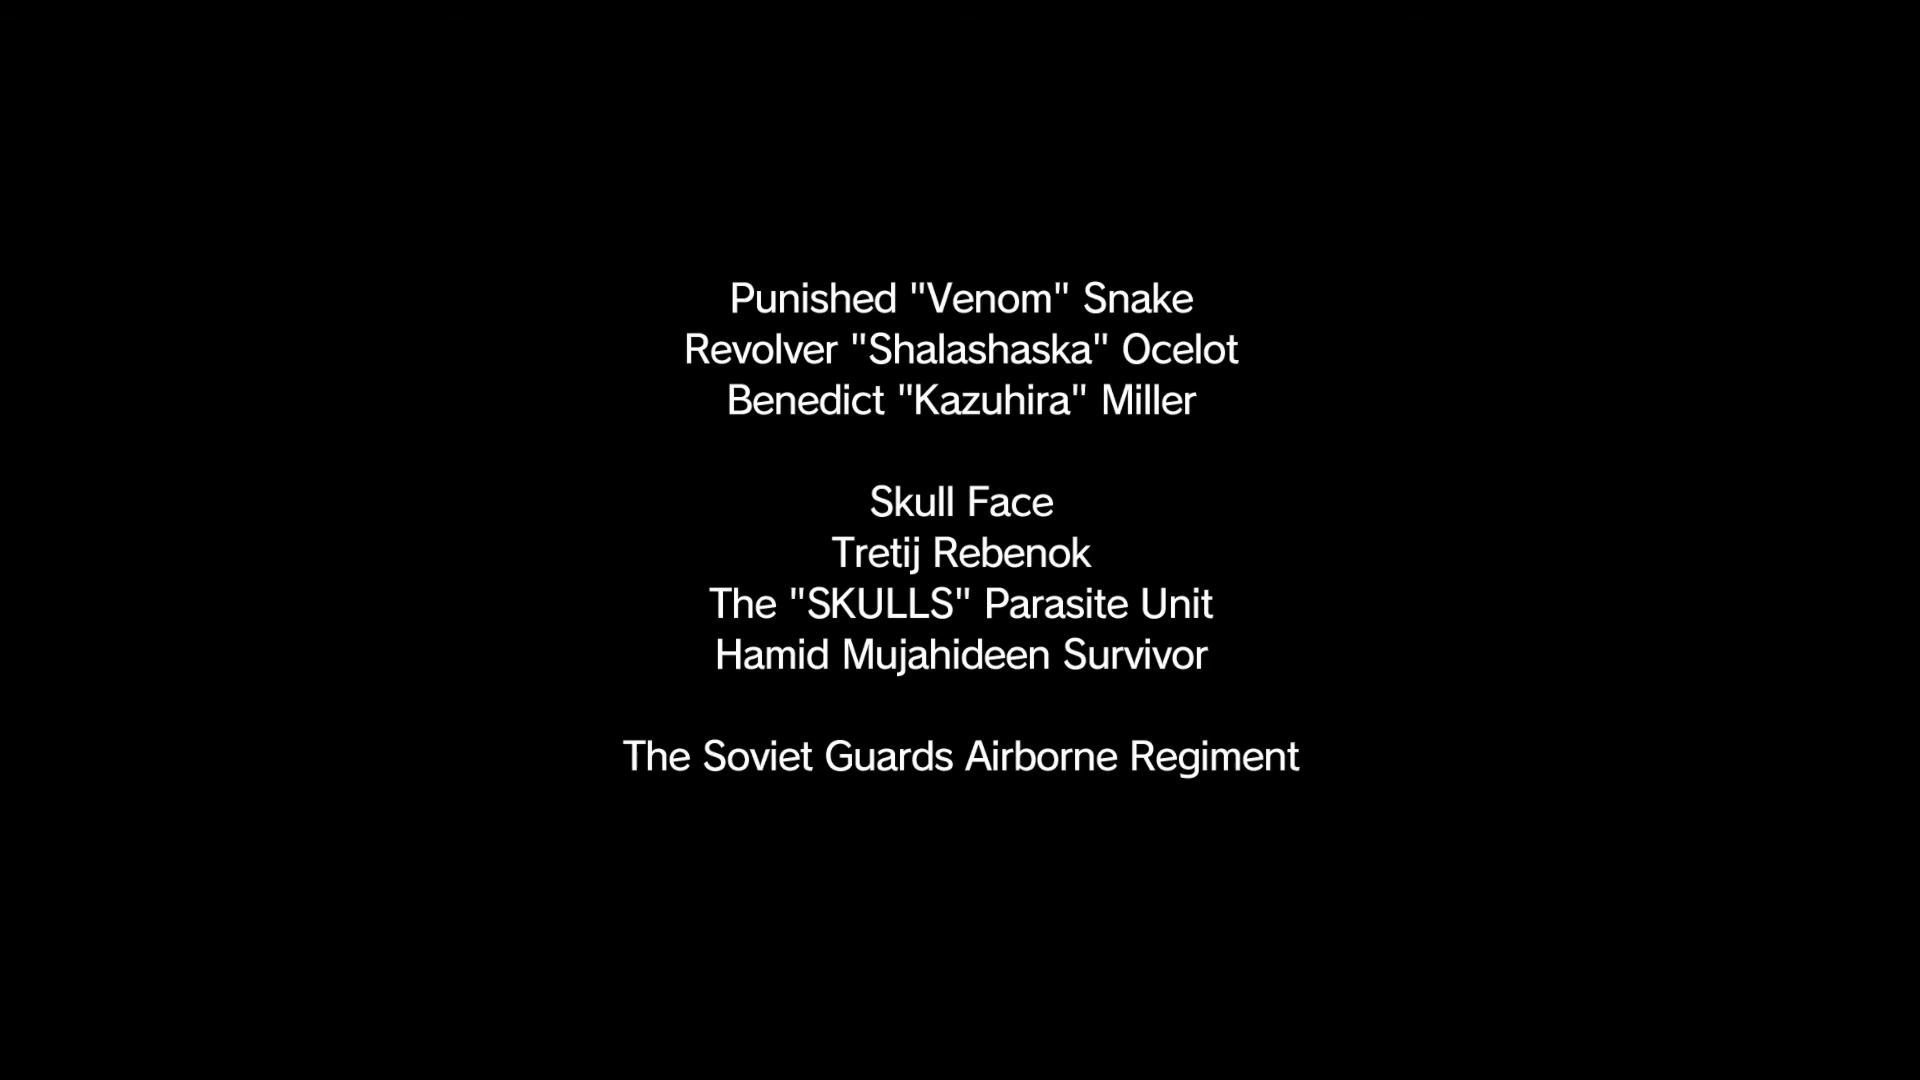 Punished "Venom" Snake
Revolver "Shalashaska" Ocelot
Benedict "Kazuhira" Miller
Skull Face
Tretij Rebenok
The "SKULLS" Parasite Unit
Hamid Mujahideen Survivor
The Soviet Guards Airborne Regiment